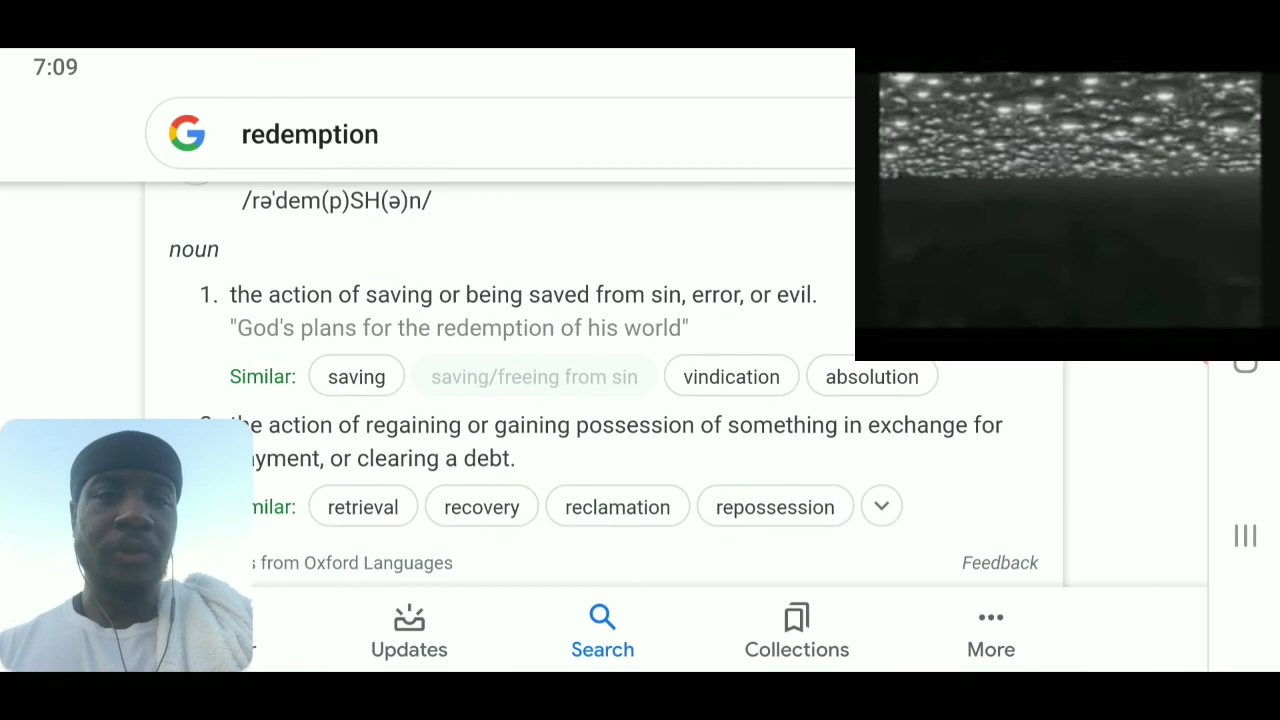 7:09
redemption
/rəˈdem(p)SH(ə)n/
noun
1. the action of saving or being saved from sin, error, or evil.
"God's plans for the redemption of his world"
Similar: saving saving/freeing from sin vindication absolution
action of regaining or gaining possession of something in exchange for
or clearing a debt.
retrieval recovery reclamation repossession
from Oxford Languages Feedback
Updates Search Collections More